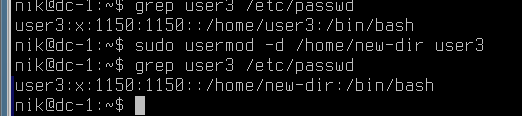 nik@dc-1:~$ grep user3 /etc/passwd
user3:x:1150:1150::/home/user3:/bin/bash
nik@dc-1:~$ sudo usermod -d /home/new-dir user3
nik@dc-1:~$ grep user3 /etc/passwd
user3:x:1150:1150::/home/new-dir:/bin/bash
nik@dc-1:~$